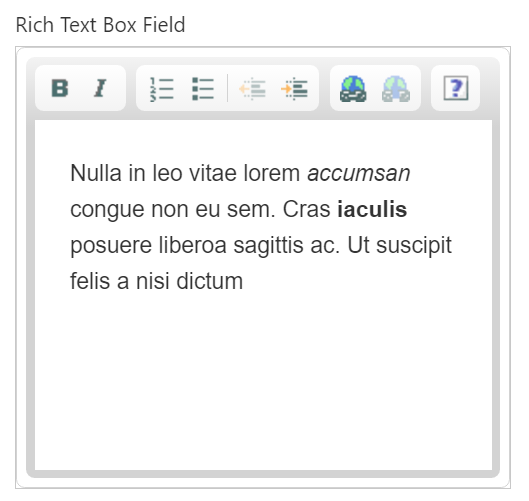 Rich Text Box Field
B I
Nulla in leo vitae lorem accumsan
congue non eu sem. Cras iaculis
posuere liberoa sagittis ac. Ut suscipit
felis a nisi dictum